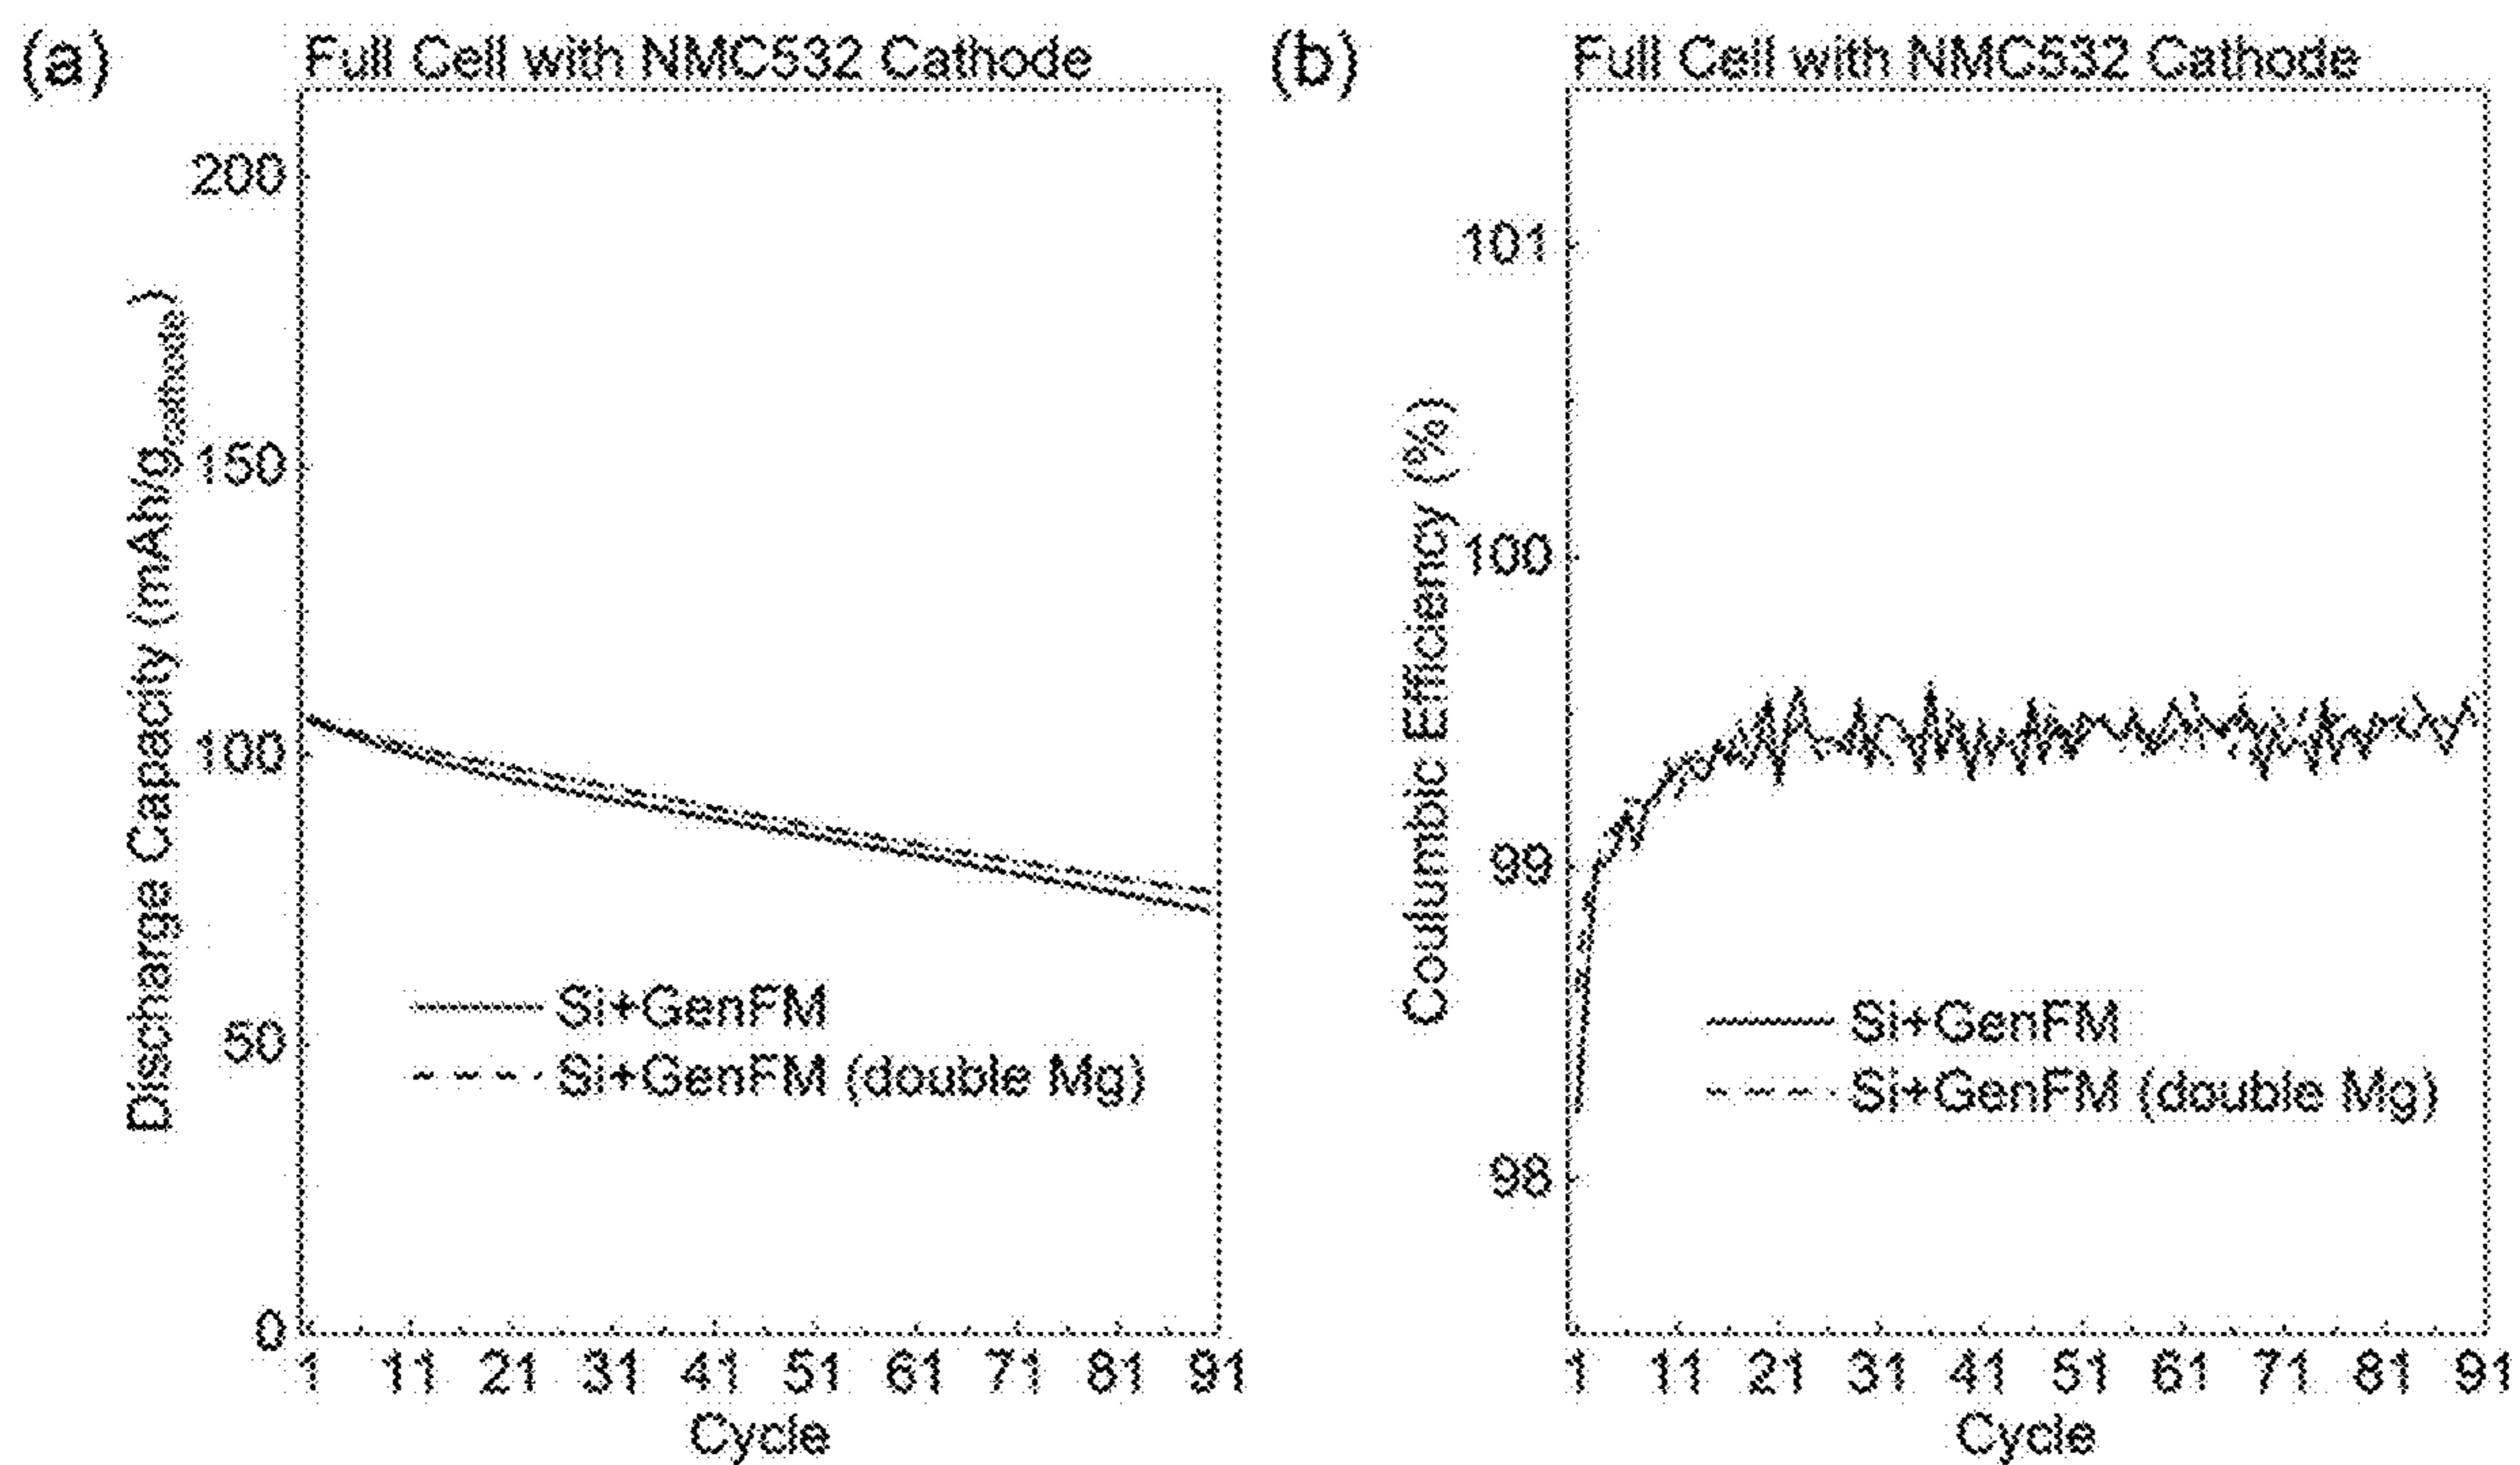 (a)
Full Cell with NMC532 Cathode
Discharge Capacity (mAh/g_anns)
200
150
100
50
0
Si+GenFM
Si+GenFM (double Mg)
1 11 21 31 41 51 61 71 81 91
Cycle
(b)
Full Cell with NMC532 Cathode
Coulumbic Efficiency (%)
101
100
99
98
Si+GenFM
Si+GenFM (double Mg)
1 11 21 31 41 51 61 71 81 91
Cycle